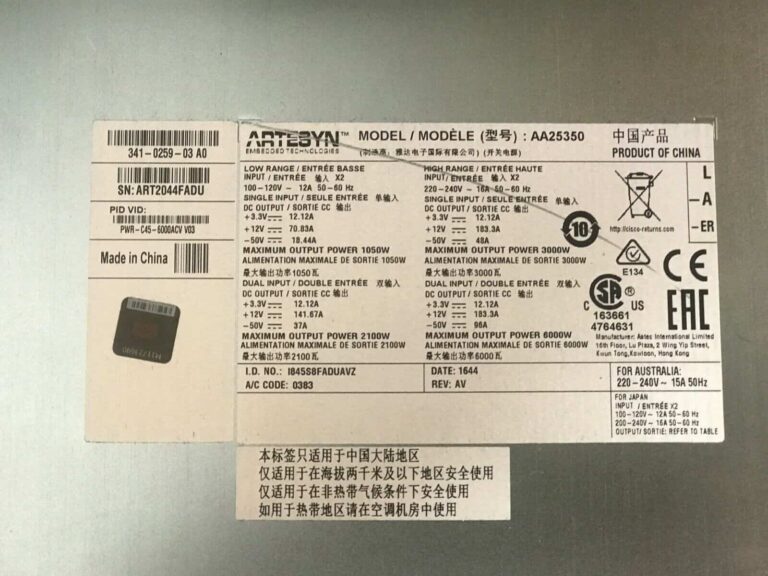 341-0259-03 A0
SN: ART2044FADU
PID VID:
PWR-C45-6000ACV V03
Made in China
ARTESYN™
EMBEDDED TECHNOLOGIES
MODEL / MODÈLE (型号) : AA25350
雅达电子国际有限公司) (开关电源)
中国产品
PRODUCT OF CHINA
LOW RANGE / ENTRÉE BASSE
INPUT / ENTRÉE 输入 X2
100-120V~ 12A 50-60 Hz
SINGLE INPUT / SEULE ENTRÉE 单输入
DC OUTPUT / SORTIE CC 输出
+3.3V 12.12A
+12V 70.83A
-50V 18.44A
MAXIMUM OUTPUT POWER 1050W
ALIMENTATION MAXIMALE DE SORTIE 1050W
最大输出功率1050瓦
DUAL INPUT / DOUBLE ENTRÉE 双输入
DC OUTPUT / SORTIE CC 输出
+3.3V 12.12A
+12V 141.67A
-50V 37A
MAXIMUM OUTPUT POWER 2100W
ALIMENTATION MAXIMALE DE SORTIE 2100W
最大输出功率2100瓦
HIGH RANGE / ENTRÉE HAUTE
INPUT / ENTRÉE 输入 X2
220-240V~ 16A 50-60 Hz
SINGLE INPUT / SEULE ENTRÉE 单输入
DC OUTPUT / SORTIE CC 输出
+3.3V 12.12A
+12V 183.3A
-50V 48A
MAXIMUM OUTPUT POWER 3000W
ALIMENTATION MAXIMALE DE SORTIE 3000W
最大输出功率3000瓦
DUAL INPUT / DOUBLE ENTRÉE 双输入
DC OUTPUT / SORTIE CC 输出
+3.3V 12.12A
+12V 183.3A
-50V 96A
MAXIMUM OUTPUT POWER 6000W
ALIMENTATION MAXIMALE DE SORTIE 6000W
最大输出功率6000瓦
10
http://cisco-returns.com
L
-A
-ER
E134
CE
C SA ® US
163661
4764631
EAC
Manufacturer: Astec International Limited
16th Floor, Lu Plaza, 2 Wing Yip Street,
Kwun Tong, Kowloon, Hong Kong
I.D. NO.: I845S8FADUAVZ
A/C CODE: 0383
DATE: 1644
REV: AV
FOR AUSTRALIA:
220-240V~ 15A 50Hz
FOR JAPAN
INPUT / ENTRÉE X2
100-120V~ 12A 50-60 Hz
200-240V~ 16A 50-60 Hz
OUTPUT/ SORTIE: REFER TO TABLE
本标签只适用于中国大陆地区
仅适用于在海拔两千米及以下地区安全使用
仅适用于在非热带气候条件下安全使用
如用于热带地区请在空调机房中使用